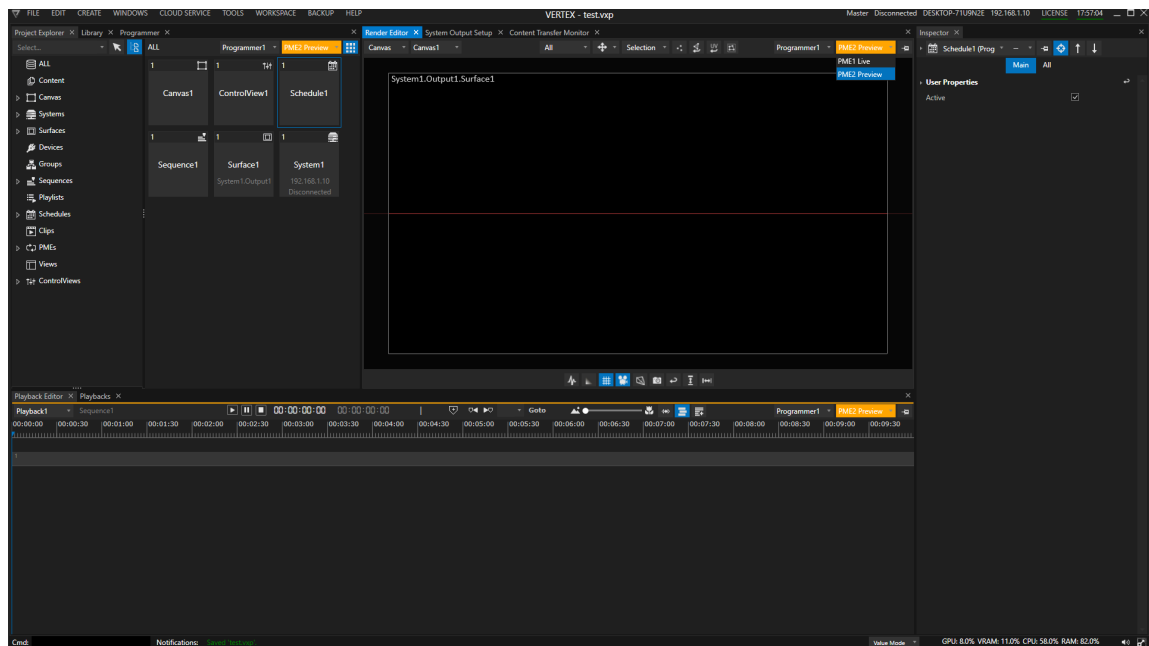 FILE EDIT CREATE WINDOWS CLOUD SERVICE TOOLS WORKSPACE BACKUP HELP VERTEX - test.vxp Master Disconnected DESKTOP-71U9N2E 192.168.1.10 LICENSE 17:57:04
Project Explorer Library Programmer Render Editor System Output Setup Content Transfer Monitor Inspector
Select... ALL Programmer1 PME2 Preview Canvas Canvas1 All Selection Programmer1 PME2 Preview Schedule1 (Prog
PME1 Live
PME2 Preview
Main All
ALL
Content
Canvas
Systems
Surfaces
Devices
Groups
Sequences
Playlists
Schedules
Clips
PMEs
Views
ControlViews
1 1 1
Canvas1 ControlView1 Schedule1
1 1 1
Sequence1 Surface1 System1
System1.Output1 192.168.1.10
Disconnected
System1.Output1.Surface1
User Properties
Active
Playback Editor Playbacks
Playback1 Sequence1 00:00:00:00 00:00:00:00 Goto Programmer1 PME2 Preview
00:00:00 00:00:30 00:01:00 00:01:30 00:02:00 00:02:30 00:03:00 00:03:30 00:04:00 00:04:30 00:05:00 00:05:30 00:06:00 00:06:30 00:07:00 00:07:30 00:08:00 00:08:30 00:09:00 00:09:30
1
Cmd: Notifications: Saved 'test.vxp'. Value Mode GPU: 8.0% VRAM: 11.0% CPU: 58.0% RAM: 82.0%